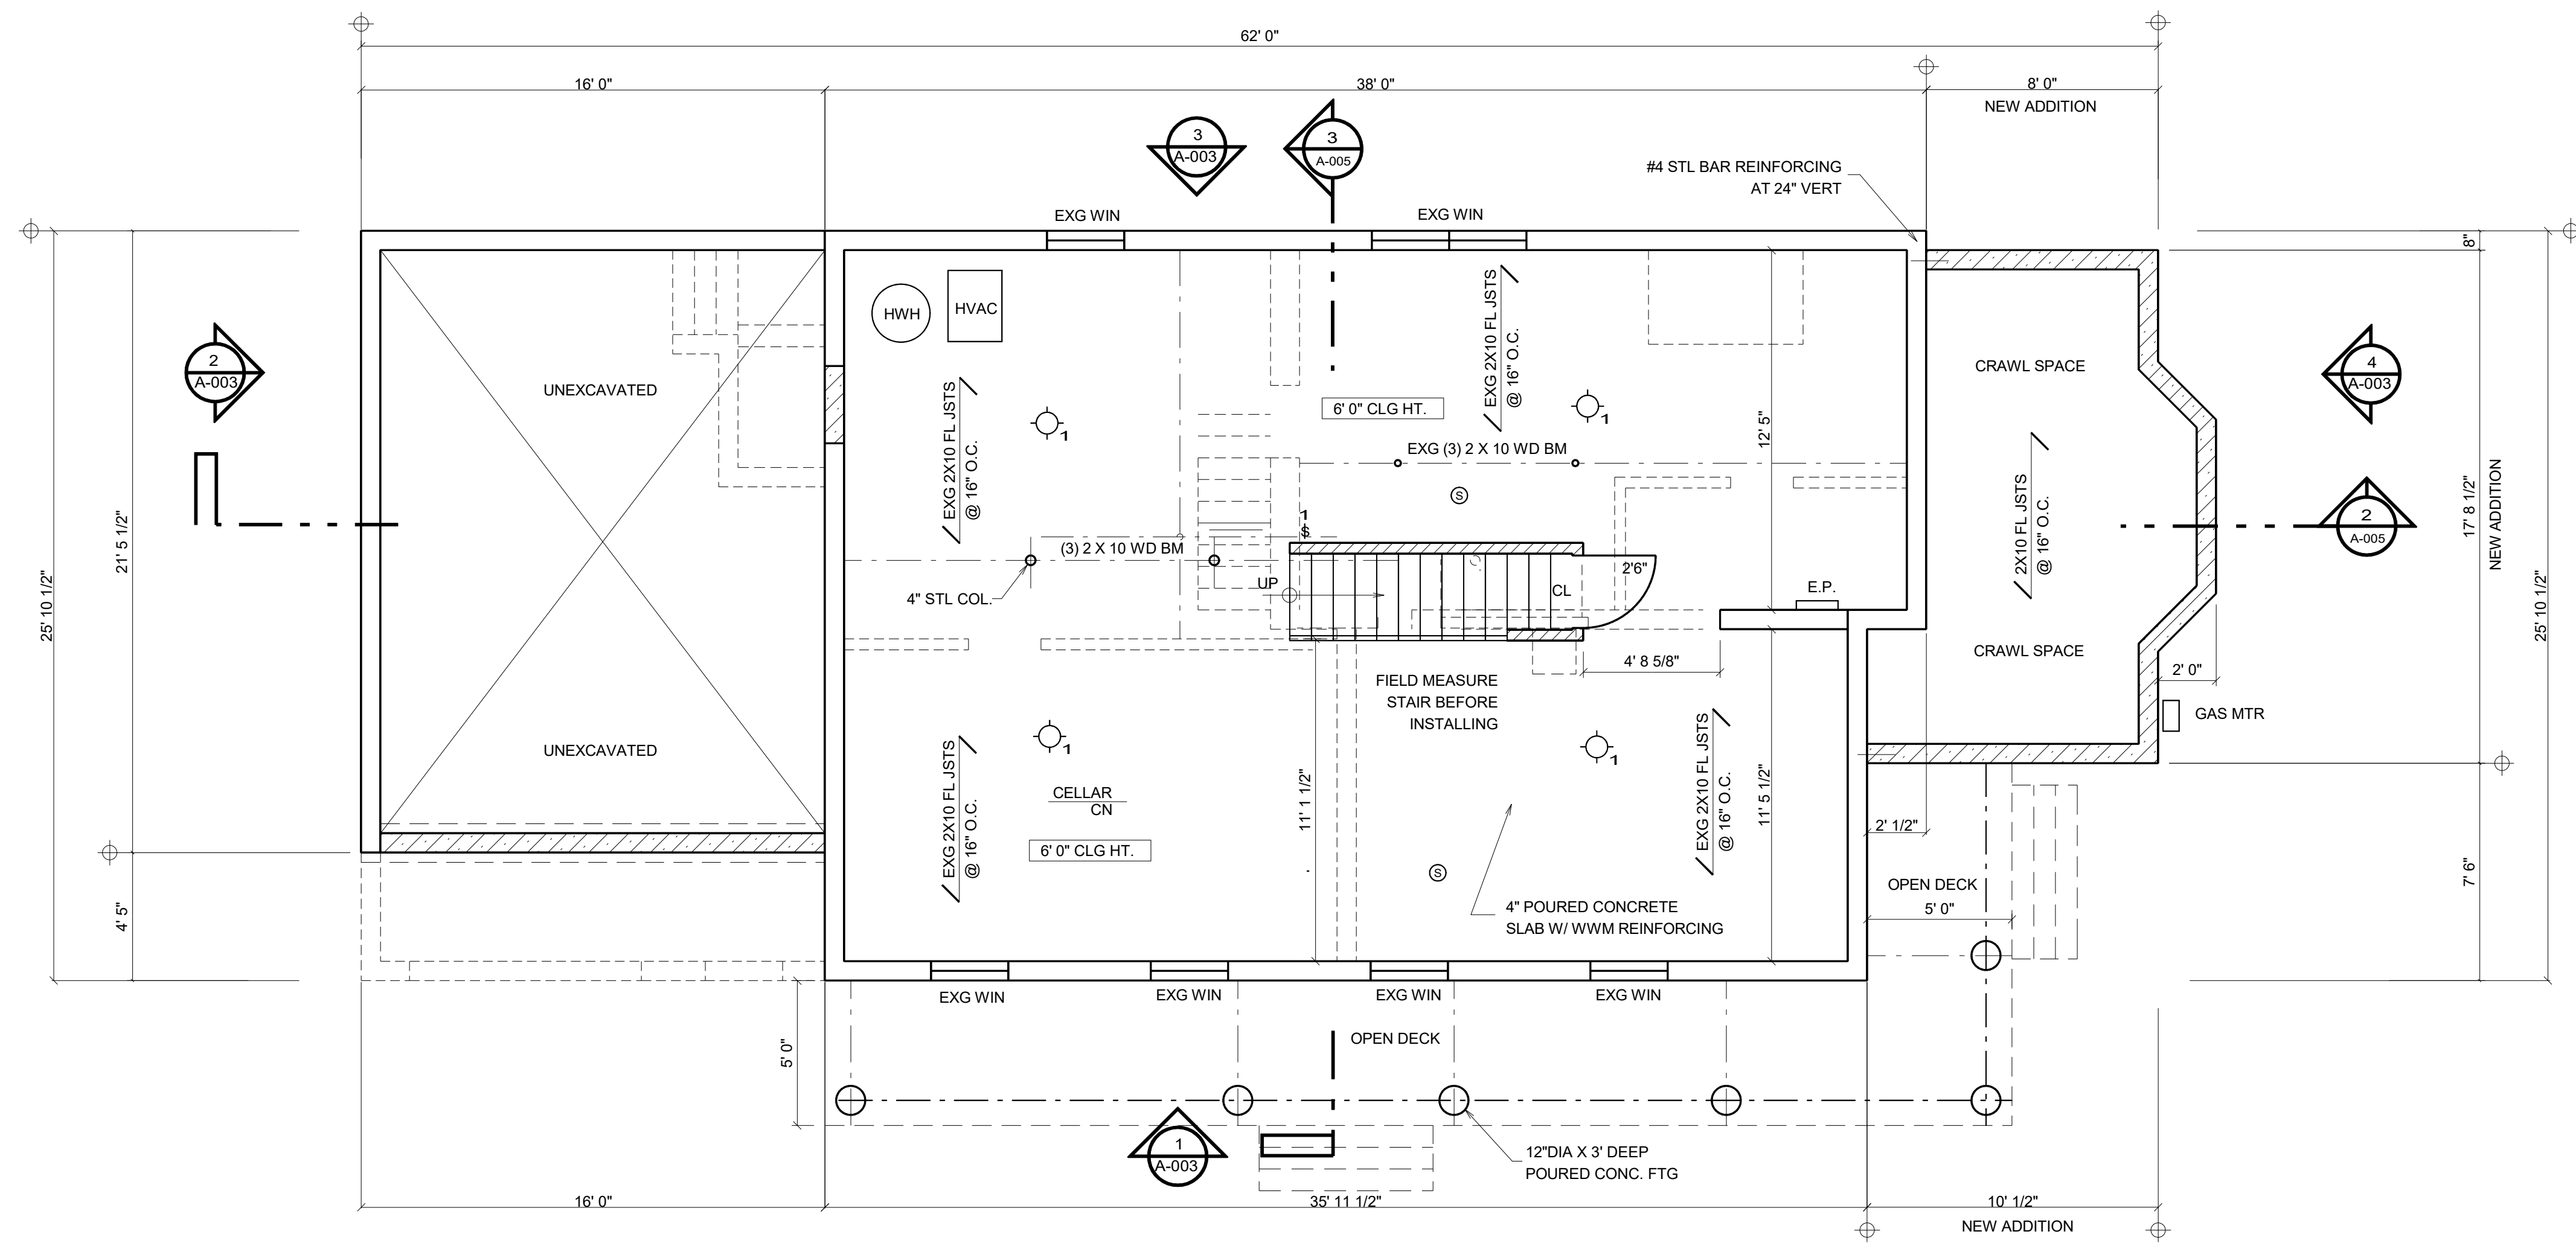 62' 0"
16' 0"
38' 0"
8' 0"
NEW ADDITION
3
A-003
3
A-005
#4 STL BAR REINFORCING
AT 24" VERT
EXG WIN
EXG WIN
8"
HWH
HVAC
EXG 2X10 FL JSTS
@ 16" O.C.
2
A-003
UNEXCAVATED
EXG 2X10 FL JSTS
@ 16" O.C.
1
6' 0" CLG HT.
1
12' 5"
CRAWL SPACE
4
A-003
EXG (3) 2 X 10 WD BM
S
2X10 FL JSTS
@ 16" O.C.
17' 8 1/2"
NEW ADDITION
2
A-005
21' 5 1/2"
25' 10 1/2"
25' 10 1/2"
1
$
(3) 2 X 10 WD BM
4" STL COL.
UP
CL
2'6"
E.P.
4' 8 5/8"
CRAWL SPACE
2' 0"
GAS MTR
FIELD MEASURE
STAIR BEFORE
INSTALLING
UNEXCAVATED
1
1
EXG 2X10 FL JSTS
@ 16" O.C.
CELLAR
CN
6' 0" CLG HT.
11' 1 1/2"
EXG 2X10 FL JSTS
@ 16" O.C.
11' 5 1/2"
2' 1/2"
S
4' 5"
OPEN DECK
5' 0"
7' 6"
4" POURED CONCRETE
SLAB W/ WWM REINFORCING
EXG WIN
EXG WIN
EXG WIN
EXG WIN
5' 0"
OPEN DECK
1
A-003
12"DIA X 3' DEEP
POURED CONC. FTG
16' 0"
35' 11 1/2"
10' 1/2"
NEW ADDITION